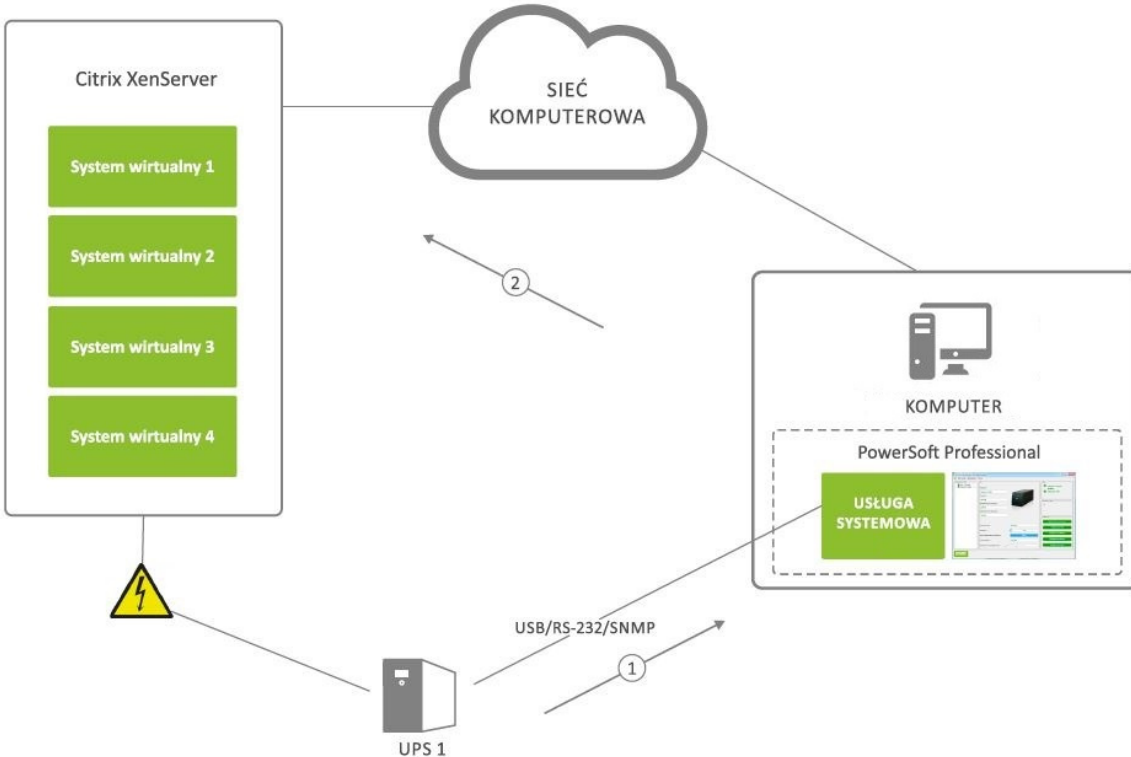 Citrix XenServer
System wirtualny 1
System wirtualny 2
System wirtualny 3
System wirtualny 4
SIEĆ
KOMPUTEROWA
2
KOMPUTER
PowerSoft Professional
USŁUGA
SYSTEMOWA
USB/RS-232/SNMP
1
UPS 1